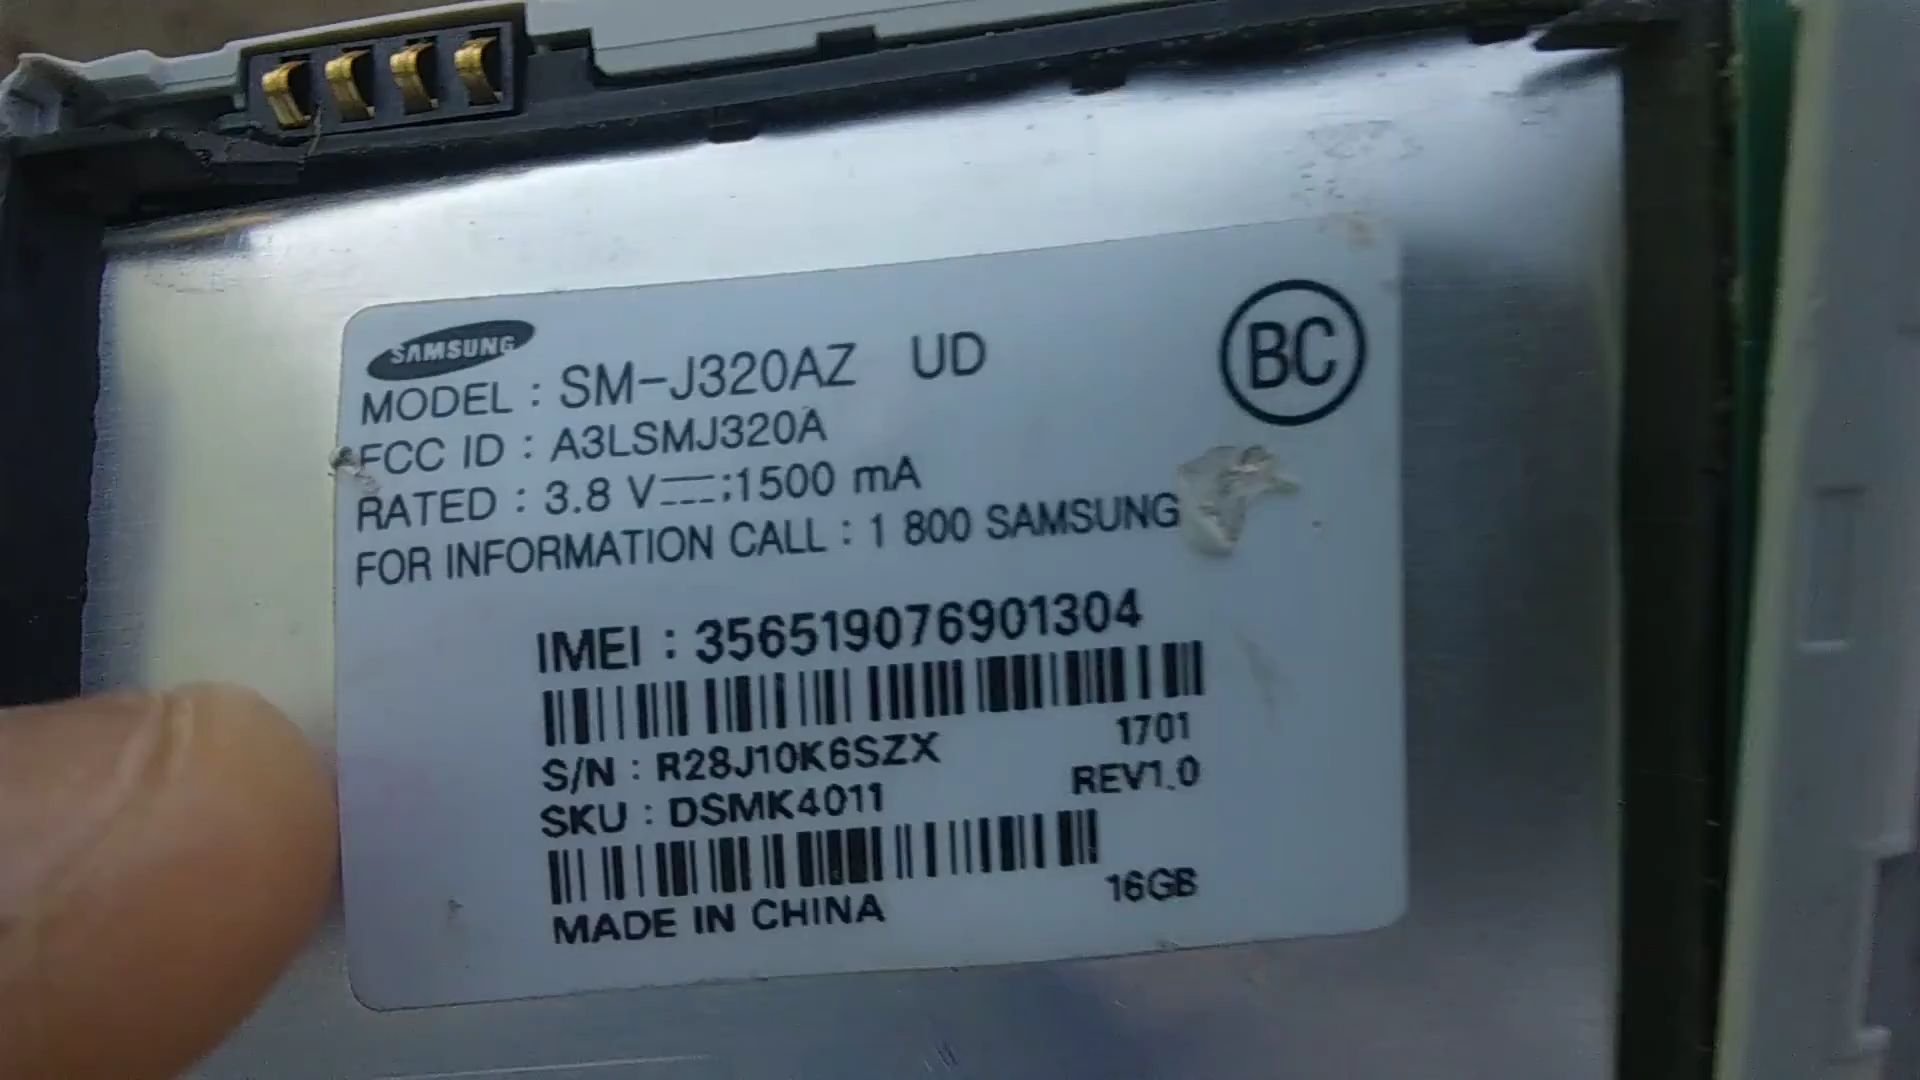 SAMSUNG
BC
MODEL : SM-J320AZ UD
FCC ID : A3LSMJ320A
RATED : 3.8 V⎓;1500 mA
FOR INFORMATION CALL : 1 800 SAMSUNG
IMEI : 356519076901304
1701
S/N : R28J10K6SZX
REV1.0
SKU : DSMK4011
16GB
MADE IN CHINA